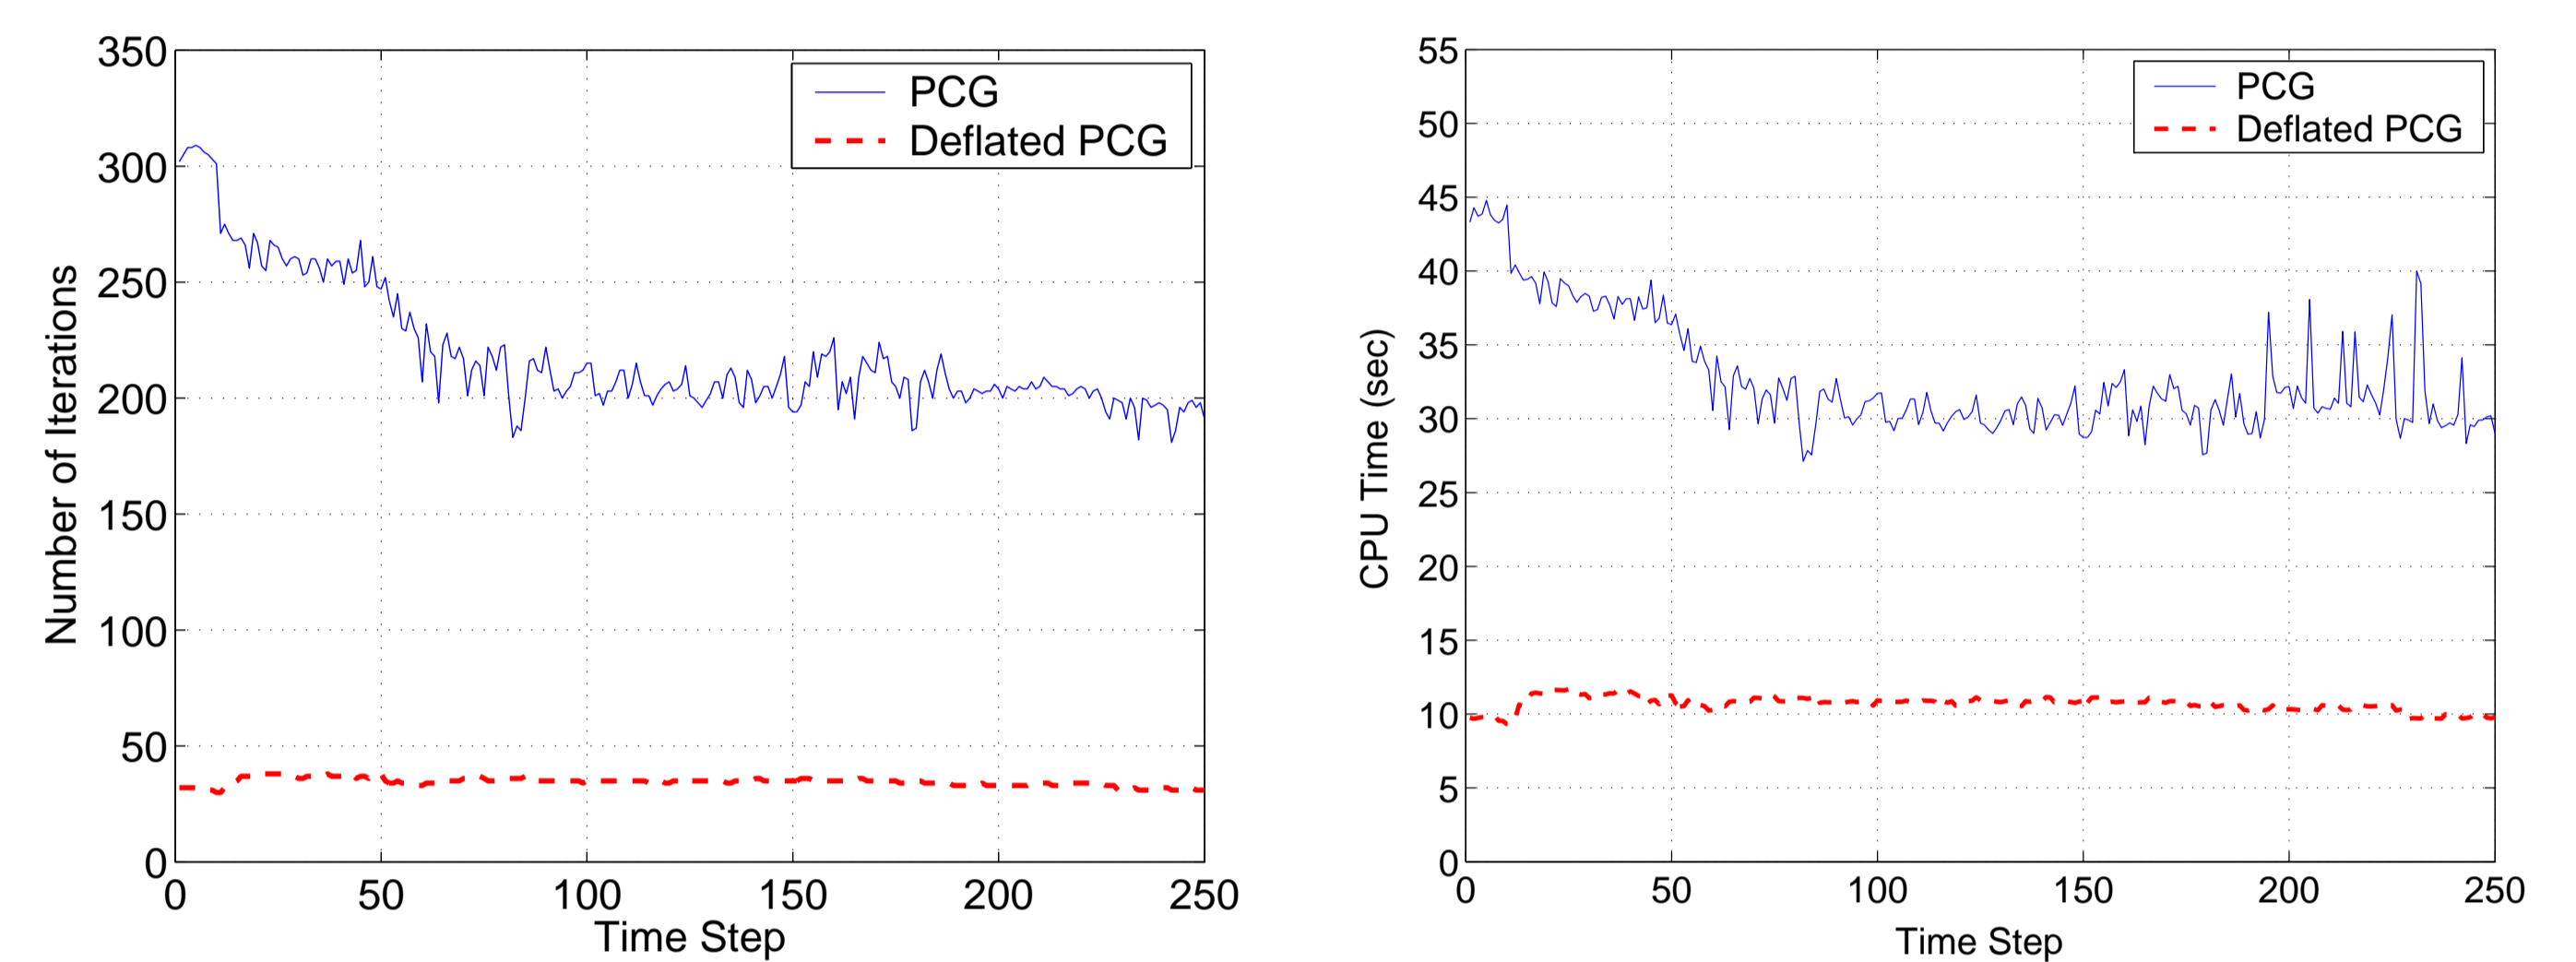 350
300
250
200
150
100
50
0
Number of Iterations
PCG
Deflated PCG
0 50 100 150 200 250
Time Step
55
50
45
40
35
30
25
20
15
10
5
0
CPU Time (sec)
PCG
Deflated PCG
0 50 100 150 200 250
Time Step